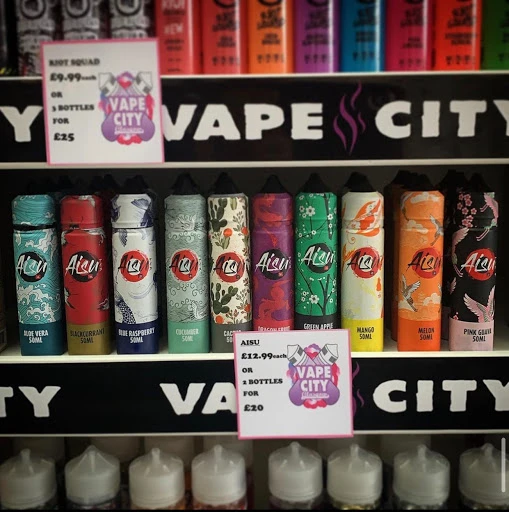 RIOT SQUAD
£9.99each
OR
3 BOTTLES
FOR
£25
VAPE
CITY
Y VAPE CITY
Aisu
ALOE VERA
50ML
Aisu
BLACKCURRANT
50ML
Aisu
BLUE RASPBERRY
50ML
Aisu
CUCUMBER
50ML
Aisu
Aisu
DRAGONFRUIT
Aisu
GREEN APPLE
Aisu
MANGO
50ML
Aisu
MELON
50ML
Aisu
PINK GUAVA
50ML
AISU
£12.99each
OR
2 BOTTLES
FOR
£20
VAPE
CITY
TY VA CITY